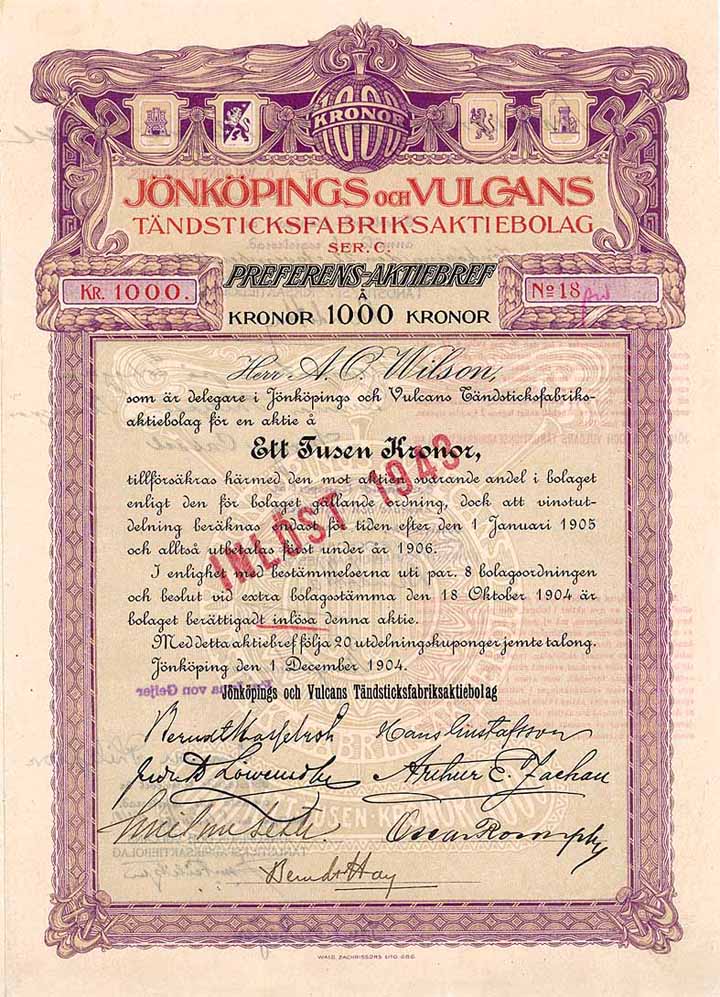 1000
KRONOR
JÖNKÖPINGS OCH VULCANS
TÄNDSTICKSFABRIKSAKTIEBOLAG
SER. C.
PREFERENS-AKTIEBREF
KR. 1000.
No 18
À
KRONOR 1000 KRONOR
Herr A. O. Wilson,
som är delegare i Jönköpings och Vulcans Tändsticksfabriks-
aktiebolag för en aktie å
Ett Tusen Kronor,
tillförsäkras härmed den mot aktien svarande andel i bolaget
enligt den för bolaget gällande ordning, dock att vinstut-
delning beräknas endast för tiden efter den 1 Januari 1905
och alltså utbetalas först under år 1906.
INLÖST 1943
I enlighet med bestämmelserna uti par. 8 bolagsordningen
och beslut vid extra bolagsstämma den 18 Oktober 1904 är
bolaget berättigadt inlösa denna aktie.
Med detta aktiebref följa 20 utdelningskuponger jemte talong.
Jönköping den 1 December 1904.
von Geijer
Jönköpings och Vulcans Tändsticksfabriksaktiebolag
Hans Gustafsson
Arthur E. Zachau
Oscar
Berndt Hay
WALD. ZACHRISSONS LITO. GBG.